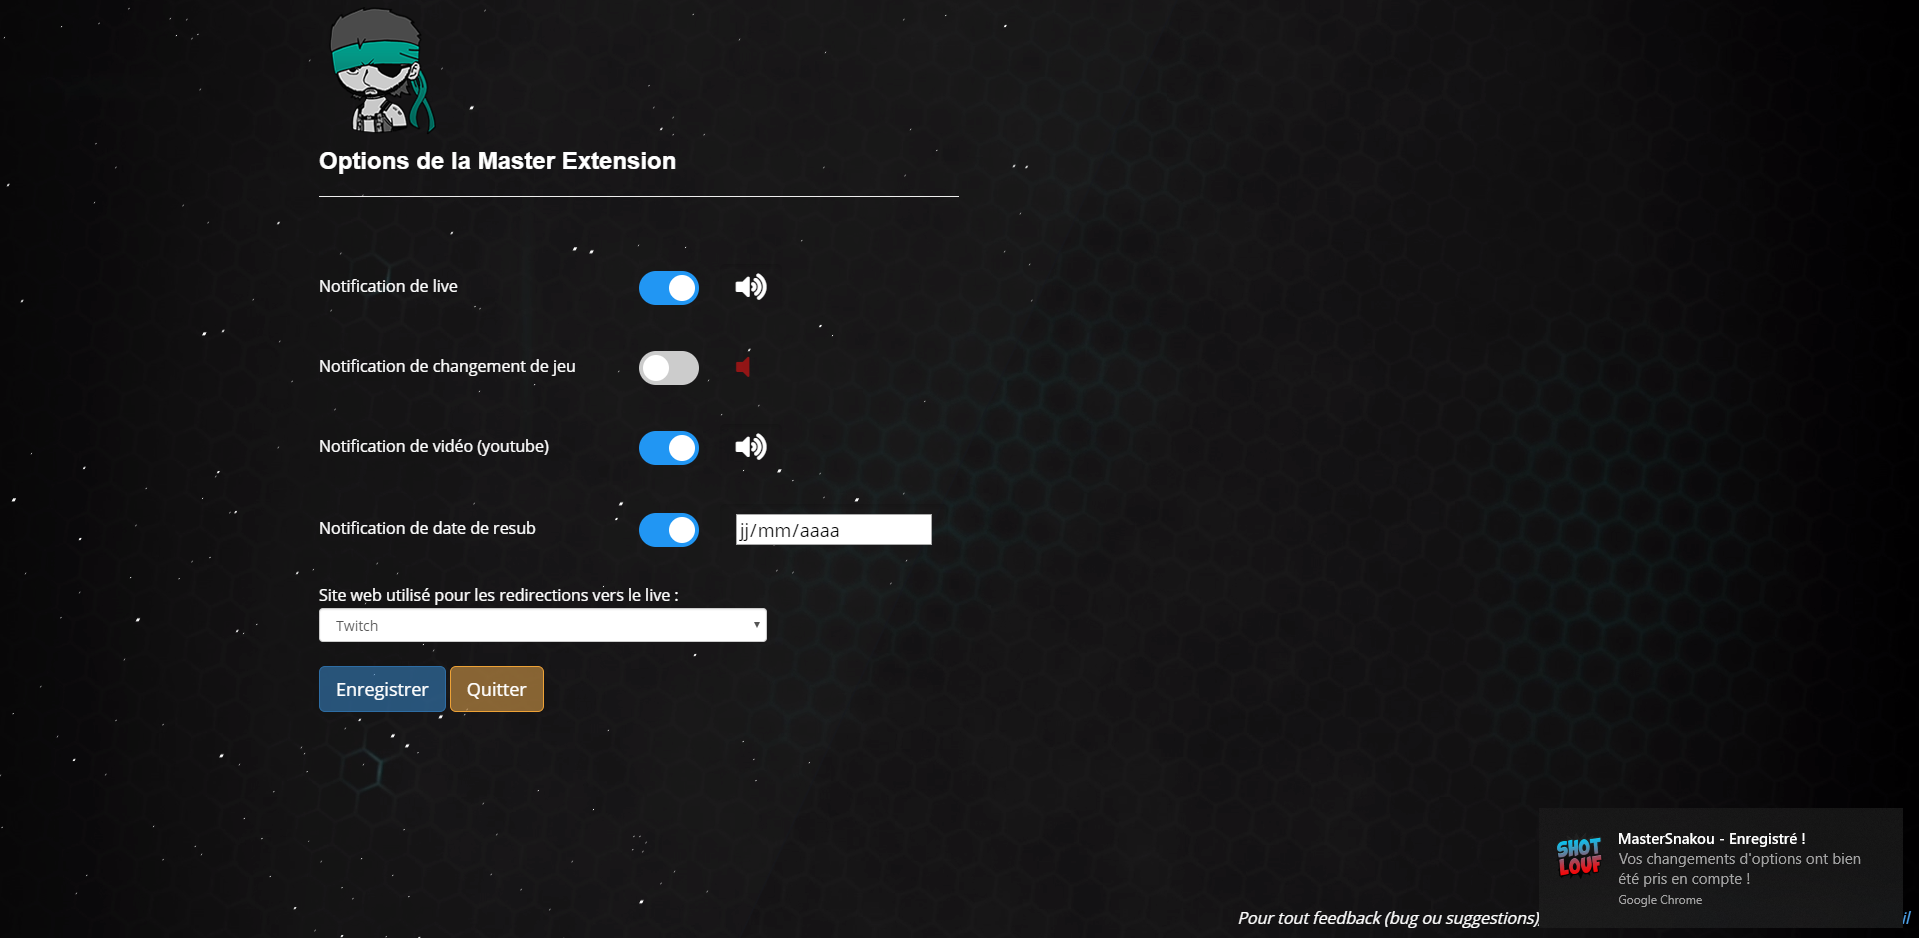 Options de la Master Extension
Notification de live
Notification de changement de jeu
Notification de vidéo (youtube)
Notification de date de resub
jj/mm/aaaa
Site web utilisé pour les redirections vers le live :
Twitch
Enregistrer
Quitter
SHOT
LOUF
MasterSnakou - Enregistré !
Vos changements d'options ont bien
été pris en compte !
Google Chrome
Pour tout feedback (bug ou suggestions)